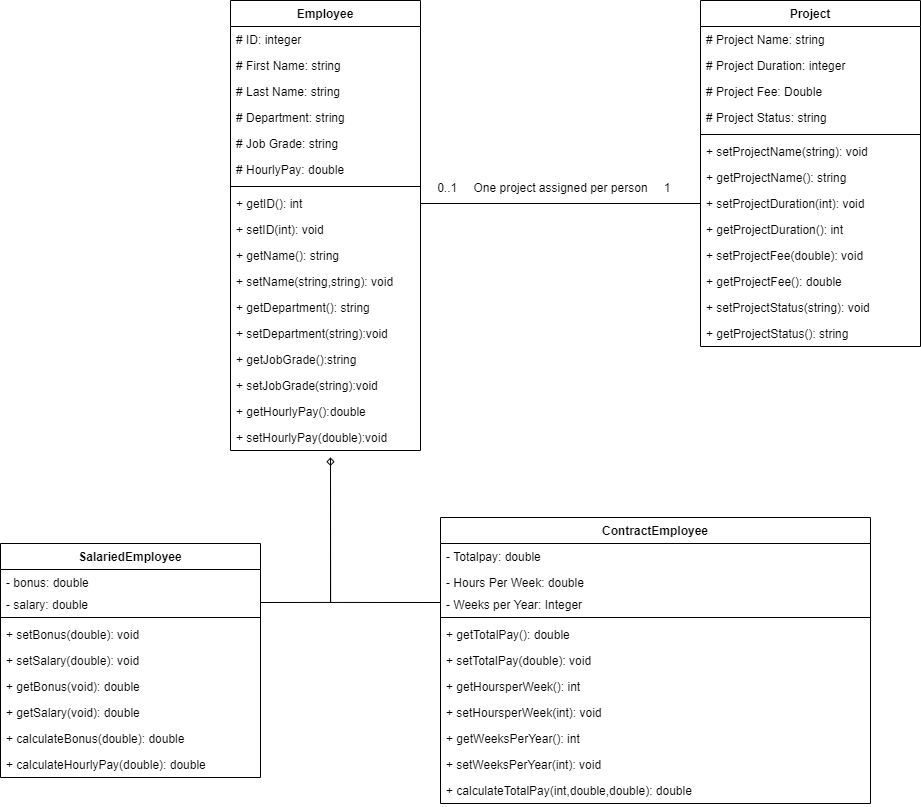 Employee
# ID: integer
# First Name: string
# Last Name: string
# Department: string
# Job Grade: string
# HourlyPay: double
+ getID(): int
+ setID(int): void
+ getName(): string
+ setName(string,string): void
+ getDepartment(): string
+ setDepartment(string):void
+ getJobGrade():string
+ setJobGrade(string):void
+ getHourlyPay():double
+ setHourlyPay(double):void
0..1 One project assigned per person 1
Project
# Project Name: string
# Project Duration: integer
# Project Fee: Double
# Project Status: string
+ setProjectName(string): void
+ getProjectName(): string
+ setProjectDuration(int): void
+ getProjectDuration(): int
+ setProjectFee(double): void
+ getProjectFee(): double
+ setProjectStatus(string): void
+ getProjectStatus(): string
SalariedEmployee
- bonus: double
- salary: double
+ setBonus(double): void
+ setSalary(double): void
+ getBonus(void): double
+ getSalary(void): double
+ calculateBonus(double): double
+ calculateHourlyPay(double): double
ContractEmployee
- Totalpay: double
- Hours Per Week: double
- Weeks per Year: Integer
+ getTotalPay(): double
+ setTotalPay(double): void
+ getHoursperWeek(): int
+ setHoursperWeek(int): void
+ getWeeksPerYear(): int
+ setWeeksPerYear(int): void
+ calculateTotalPay(int,double,double): double